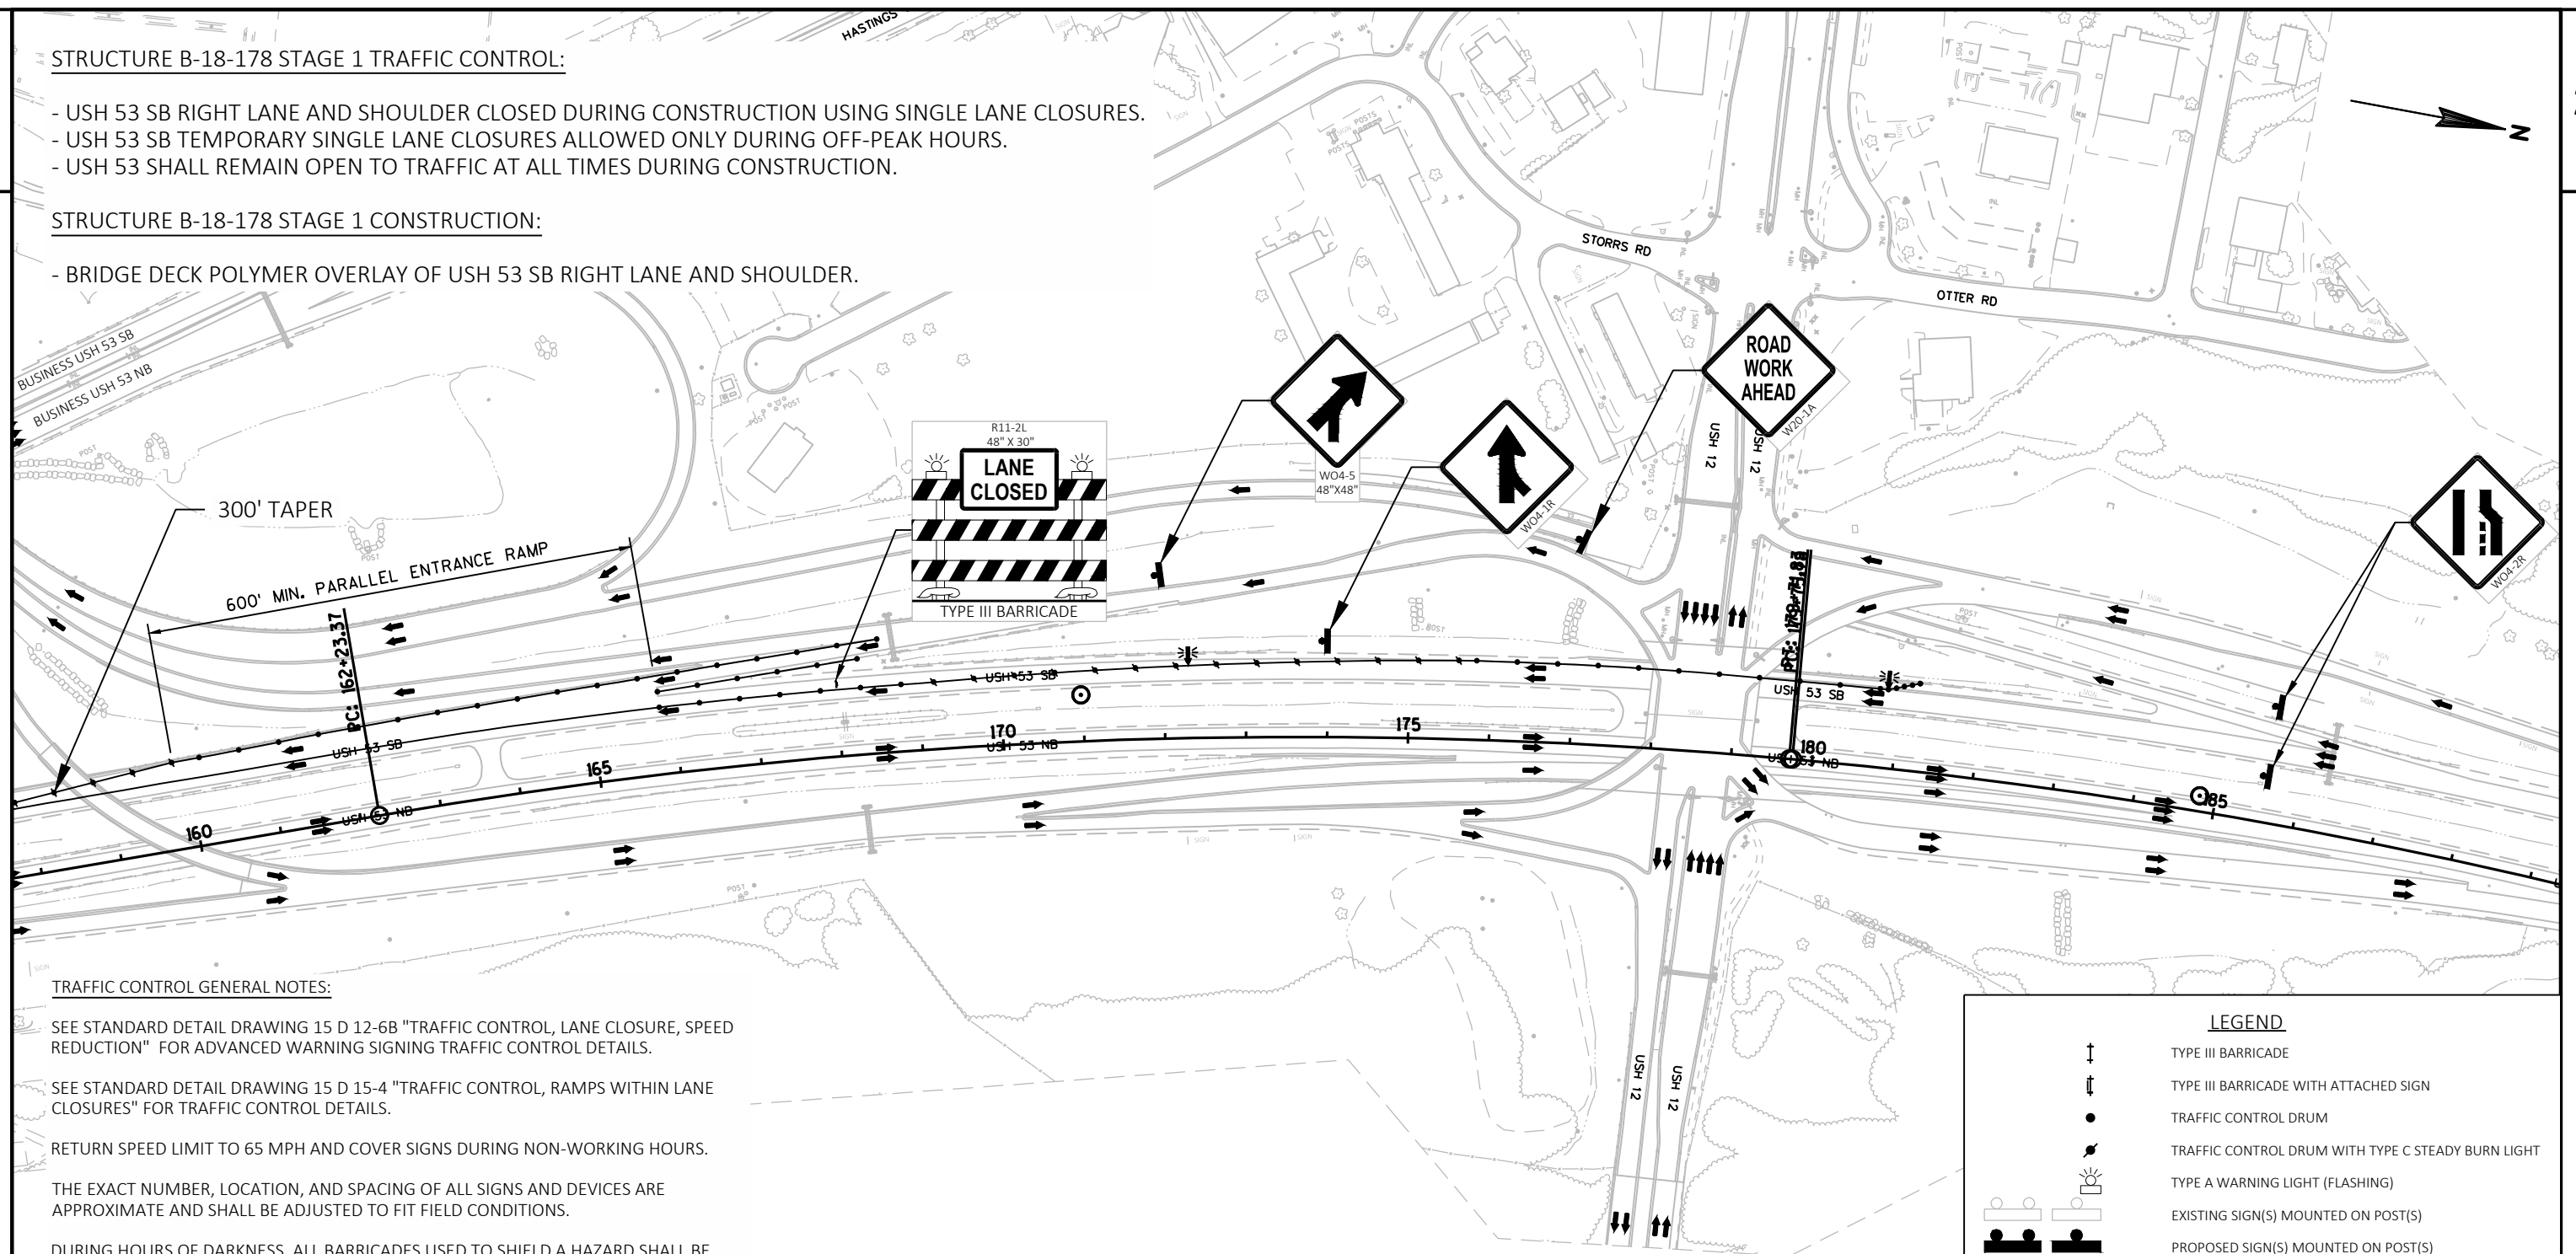 HASTINGS
STRUCTURE B-18-178 STAGE 1 TRAFFIC CONTROL:
- USH 53 SB RIGHT LANE AND SHOULDER CLOSED DURING CONSTRUCTION USING SINGLE LANE CLOSURES.
- USH 53 SB TEMPORARY SINGLE LANE CLOSURES ALLOWED ONLY DURING OFF-PEAK HOURS.
- USH 53 SHALL REMAIN OPEN TO TRAFFIC AT ALL TIMES DURING CONSTRUCTION.
STRUCTURE B-18-178 STAGE 1 CONSTRUCTION:
- BRIDGE DECK POLYMER OVERLAY OF USH 53 SB RIGHT LANE AND SHOULDER.
N
STORRS RD
OTTER RD
BUSINESS USH 53 SB
BUSINESS USH 53 NB
ROAD
WORK
AHEAD
W20-1A
USH 12
USH 12
R11-2L
48" X 30"
LANE
CLOSED
TYPE III BARRICADE
WO4-5
48"X48"
WO4-1R
WO4-2R
300' TAPER
600' MIN. PARALLEL ENTRANCE RAMP
PC: 162+23.37
USH 53 SB
USH 53 SB
USH 53 SB
USH 53 NB
USH 53 NB
USH 53 NB
160
165
170
175
180
185
USH 12
USH 12
TRAFFIC CONTROL GENERAL NOTES:
SEE STANDARD DETAIL DRAWING 15 D 12-6B "TRAFFIC CONTROL, LANE CLOSURE, SPEED
REDUCTION" FOR ADVANCED WARNING SIGNING TRAFFIC CONTROL DETAILS.
SEE STANDARD DETAIL DRAWING 15 D 15-4 "TRAFFIC CONTROL, RAMPS WITHIN LANE
CLOSURES" FOR TRAFFIC CONTROL DETAILS.
RETURN SPEED LIMIT TO 65 MPH AND COVER SIGNS DURING NON-WORKING HOURS.
THE EXACT NUMBER, LOCATION, AND SPACING OF ALL SIGNS AND DEVICES ARE
APPROXIMATE AND SHALL BE ADJUSTED TO FIT FIELD CONDITIONS.
DURING HOURS OF DARKNESS, ALL BARRICADES USED TO SHIELD A HAZARD SHALL BE
LEGEND
TYPE III BARRICADE
TYPE III BARRICADE WITH ATTACHED SIGN
TRAFFIC CONTROL DRUM
TRAFFIC CONTROL DRUM WITH TYPE C STEADY BURN LIGHT
TYPE A WARNING LIGHT (FLASHING)
EXISTING SIGN(S) MOUNTED ON POST(S)
PROPOSED SIGN(S) MOUNTED ON POST(S)